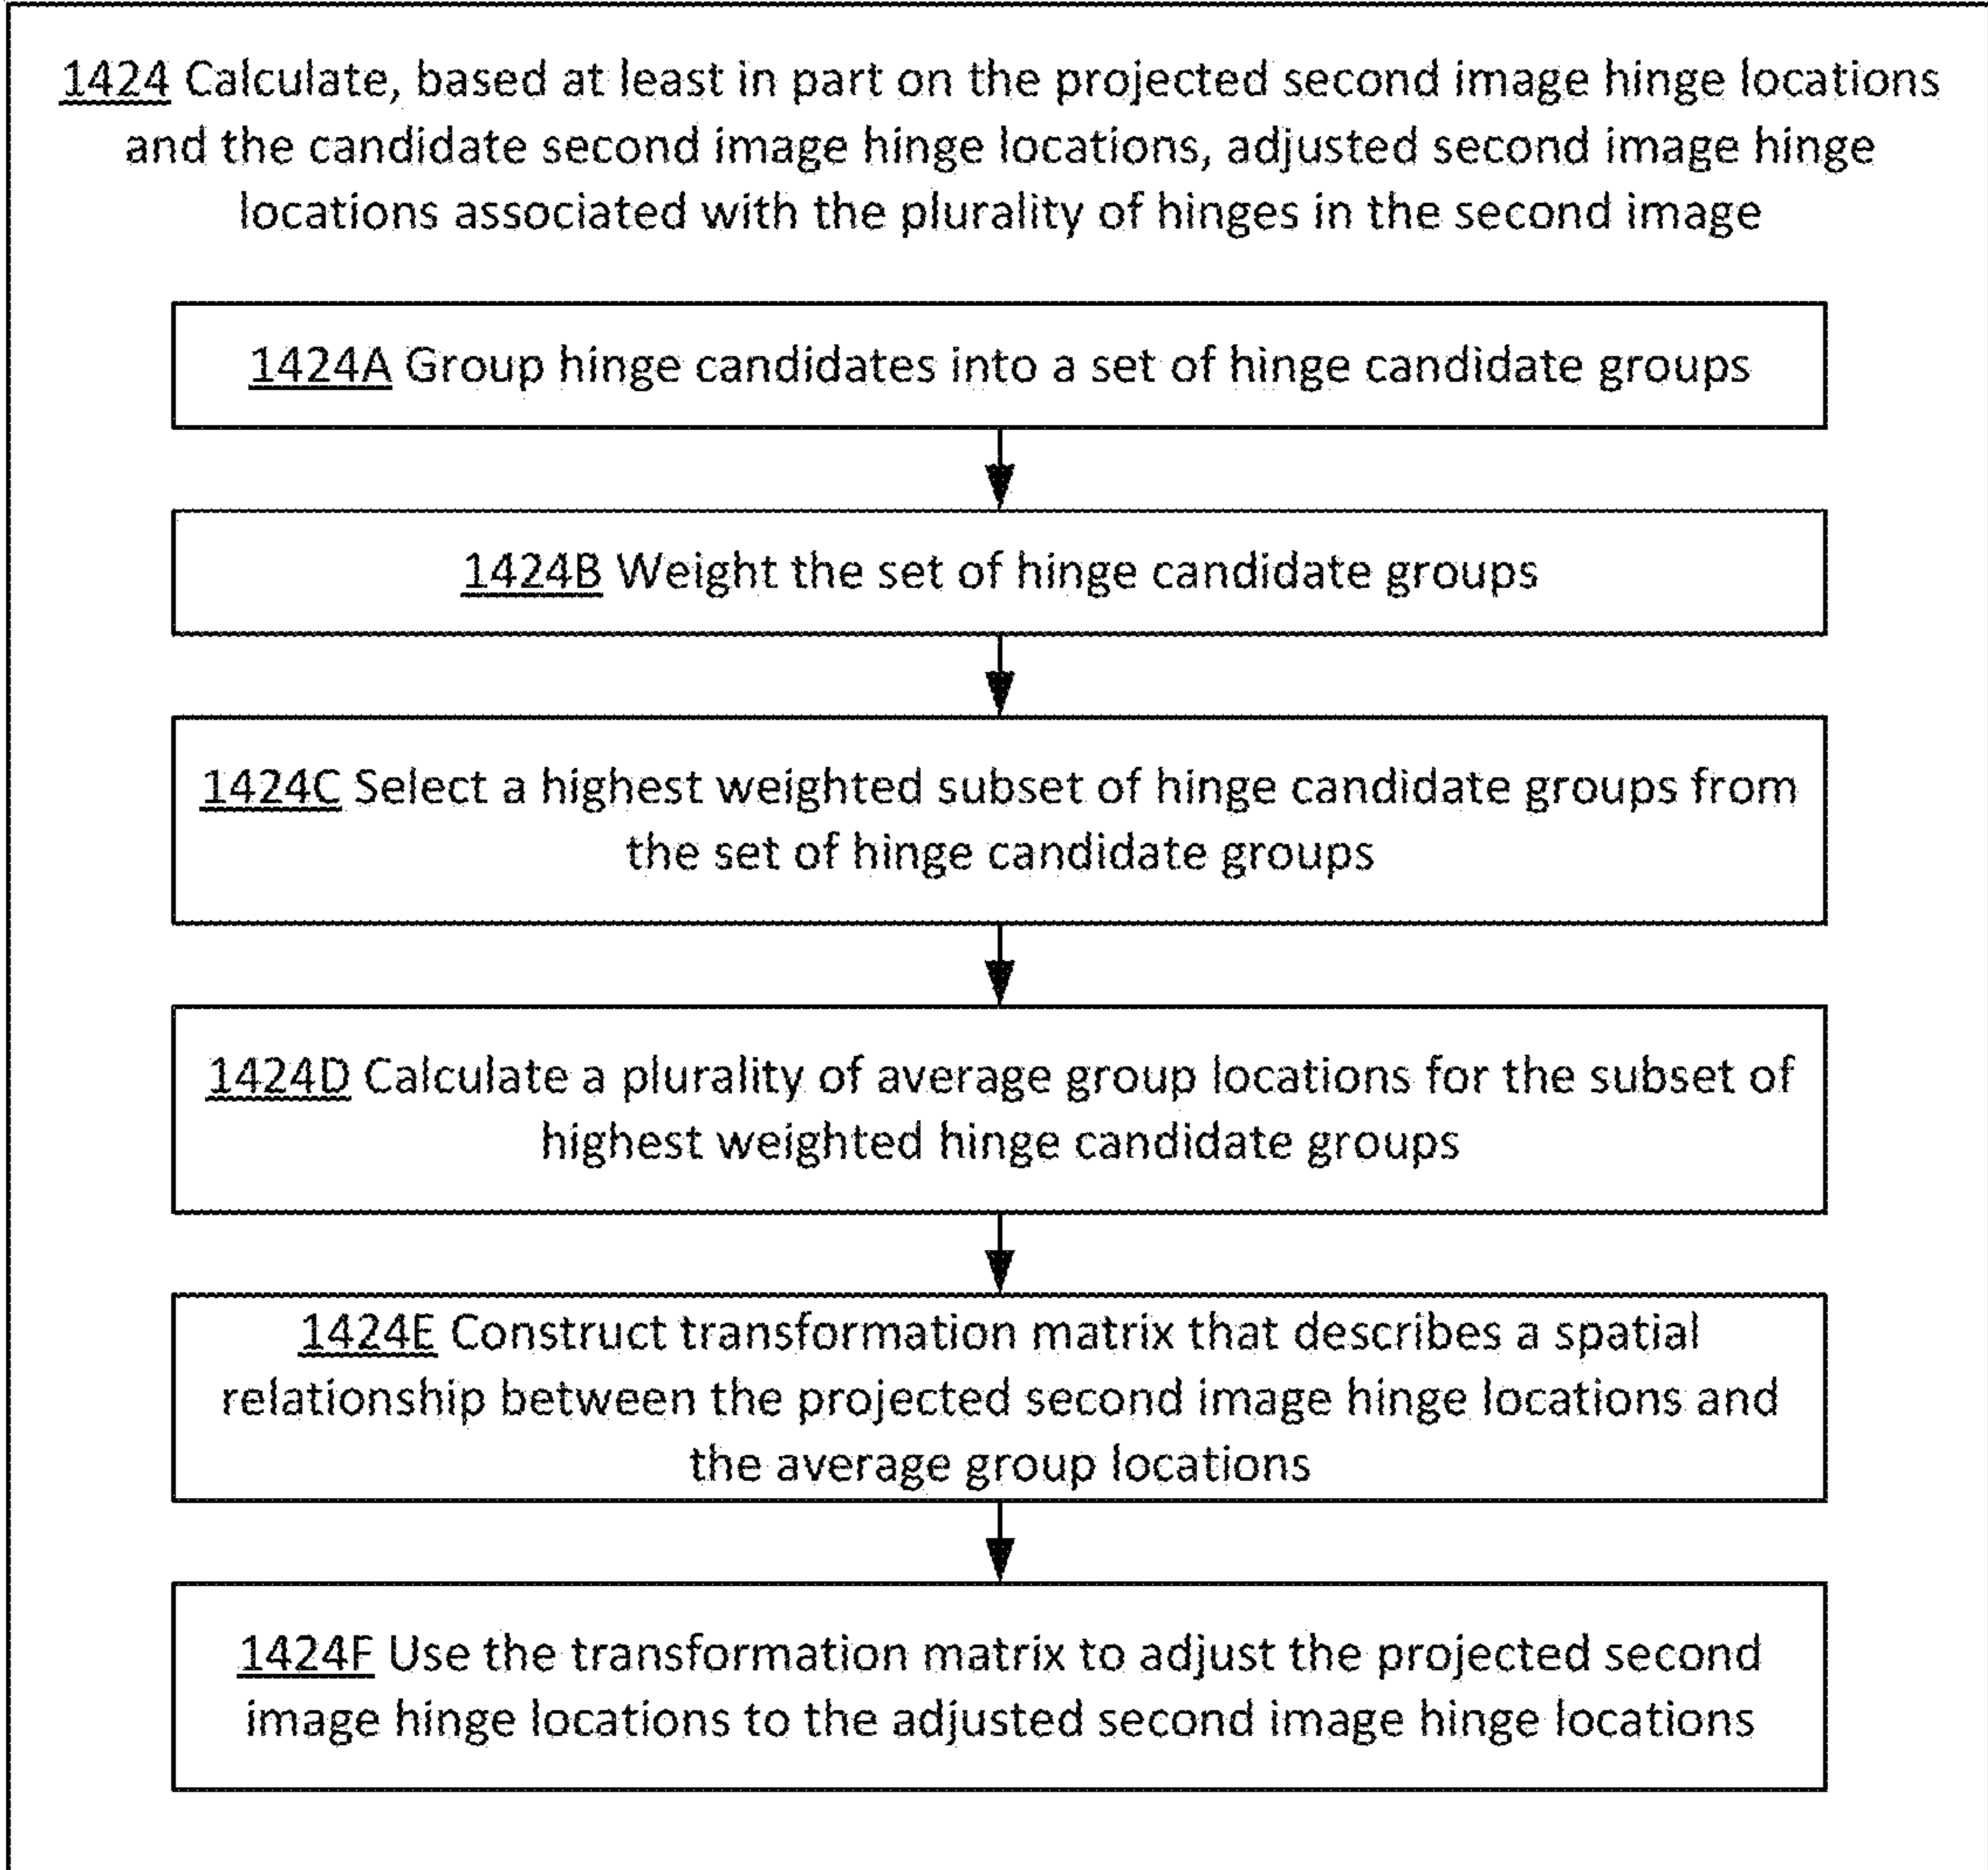 1424 Calculate, based at least in part on the projected second image hinge locations
and the candidate second image hinge locations, adjusted second image hinge
locations associated with the plurality of hinges in the second image
1424A Group hinge candidates into a set of hinge candidate groups
1424B Weight the set of hinge candidate groups
1424C Select a highest weighted subset of hinge candidate groups from
the set of hinge candidate groups
1424D Calculate a plurality of average group locations for the subset of
highest weighted hinge candidate groups
1424E Construct transformation matrix that describes a spatial
relationship between the projected second image hinge locations and
the average group locations
1424F Use the transformation matrix to adjust the projected second
image hinge locations to the adjusted second image hinge locations